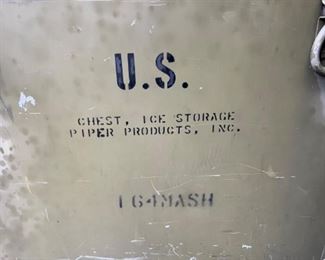 U.S.
CHEST, ICE STORAGE
PIPER PRODUCTS, INC.
164MASH